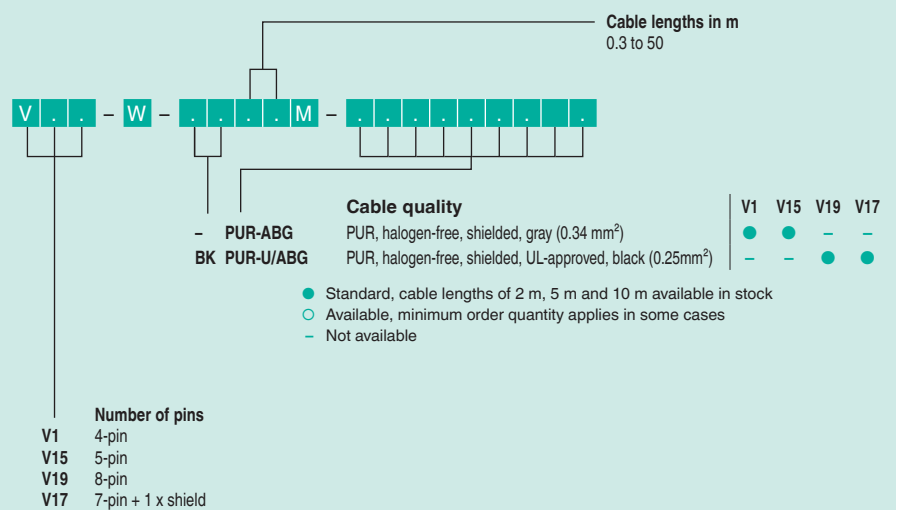 Cable lengths in m
0.3 to 50
V . . – W – . . . . M – . . . . . . . . .
Cable quality V1 V15 V19 V17
– PUR-ABG PUR, halogen-free, shielded, gray (0.34 mm²) ● ● – –
BK PUR-U/ABG PUR, halogen-free, shielded, UL-approved, black (0.25mm²) – – ● ●
● Standard, cable lengths of 2 m, 5 m and 10 m available in stock
○ Available, minimum order quantity applies in some cases
– Not available
Number of pins
V1 4-pin
V15 5-pin
V19 8-pin
V17 7-pin + 1 x shield